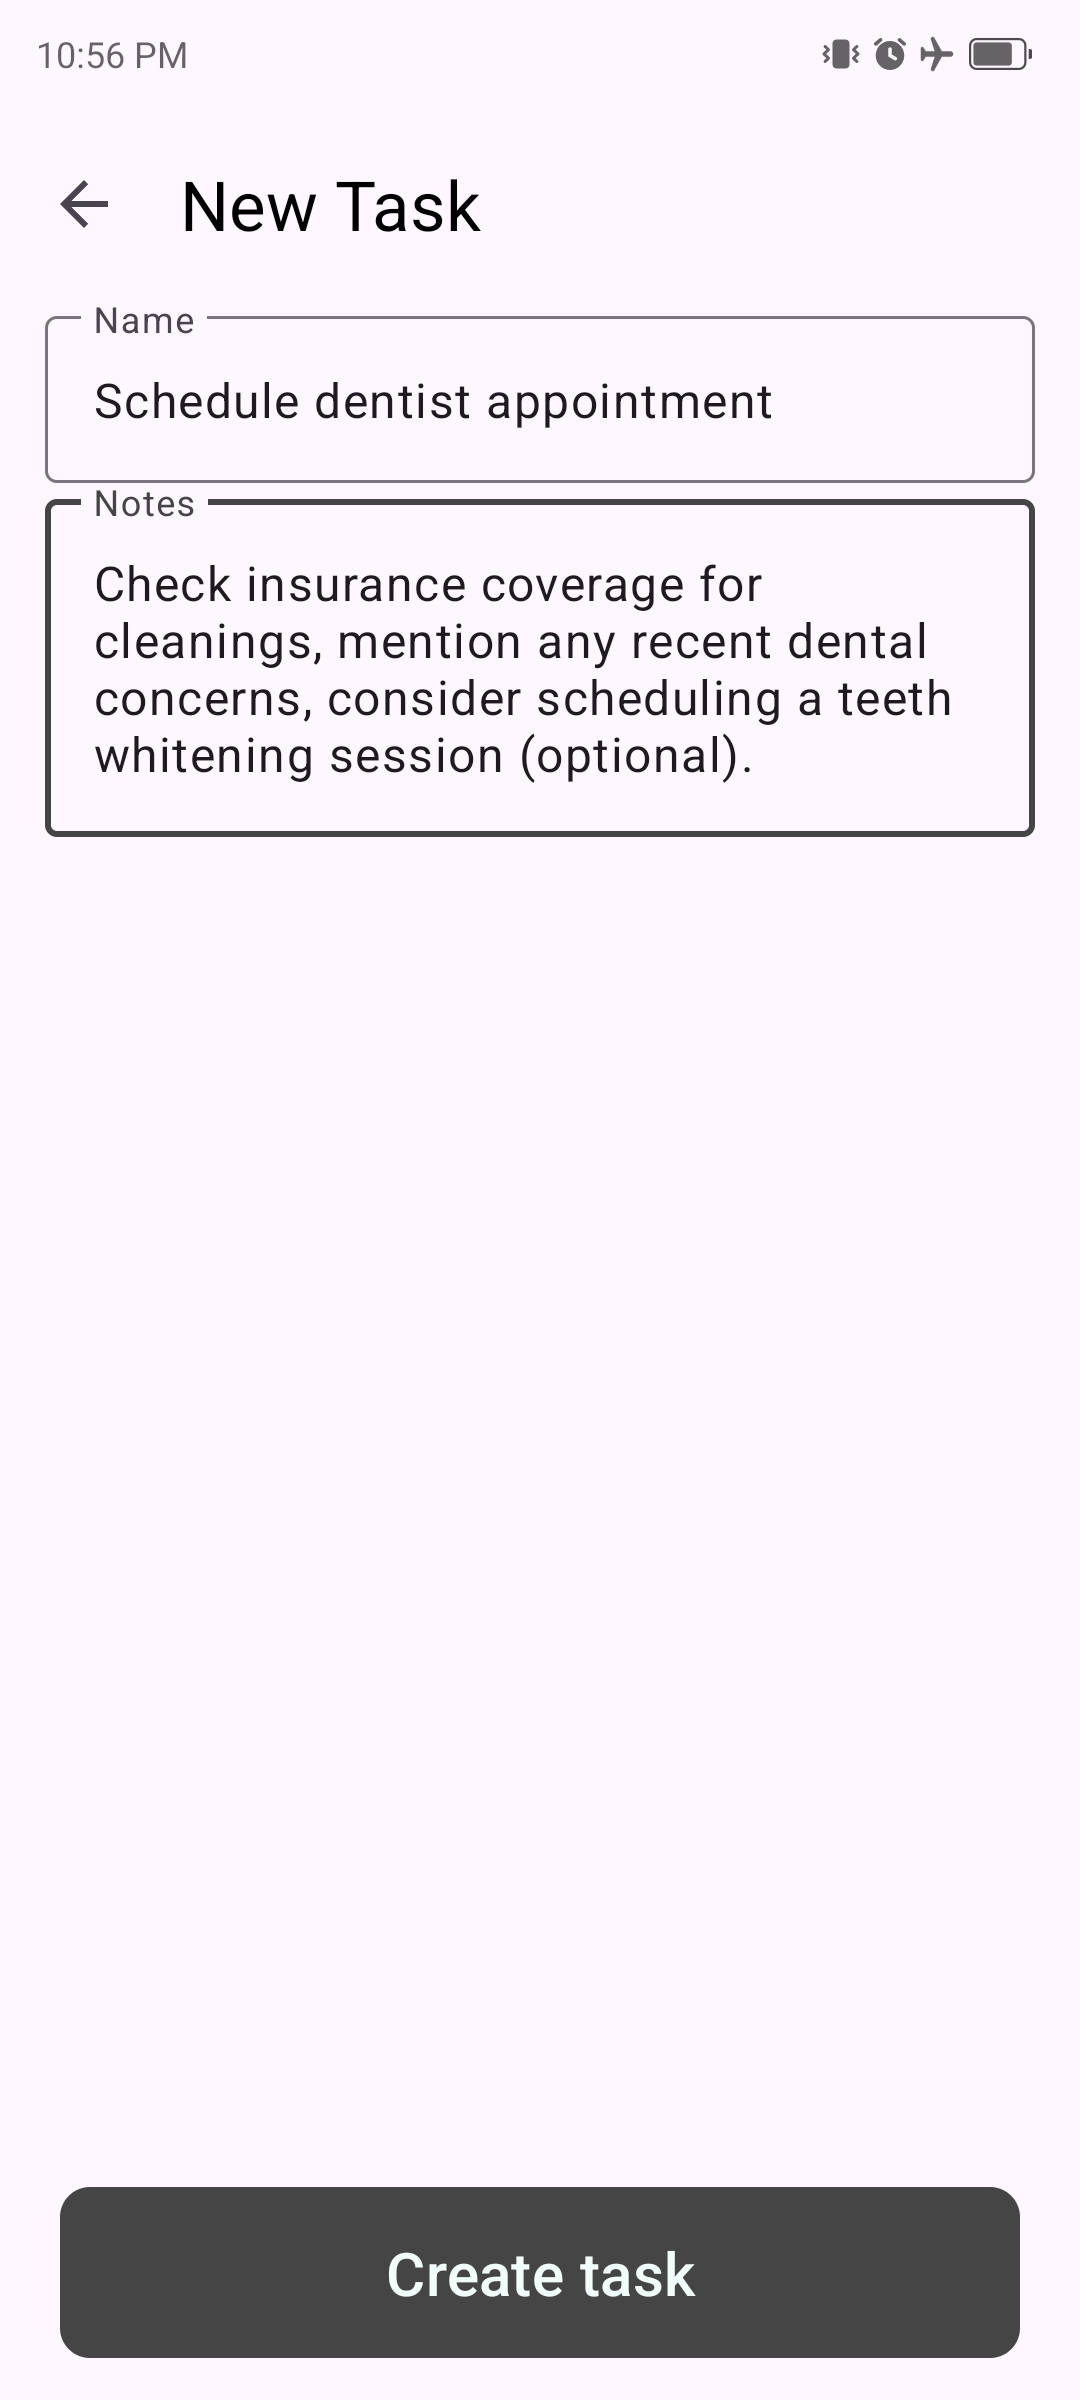 10:56 PM
New Task
Name
Schedule dentist appointment
Notes
Check insurance coverage for
cleanings, mention any recent dental
concerns, consider scheduling a teeth
whitening session (optional).
Create task